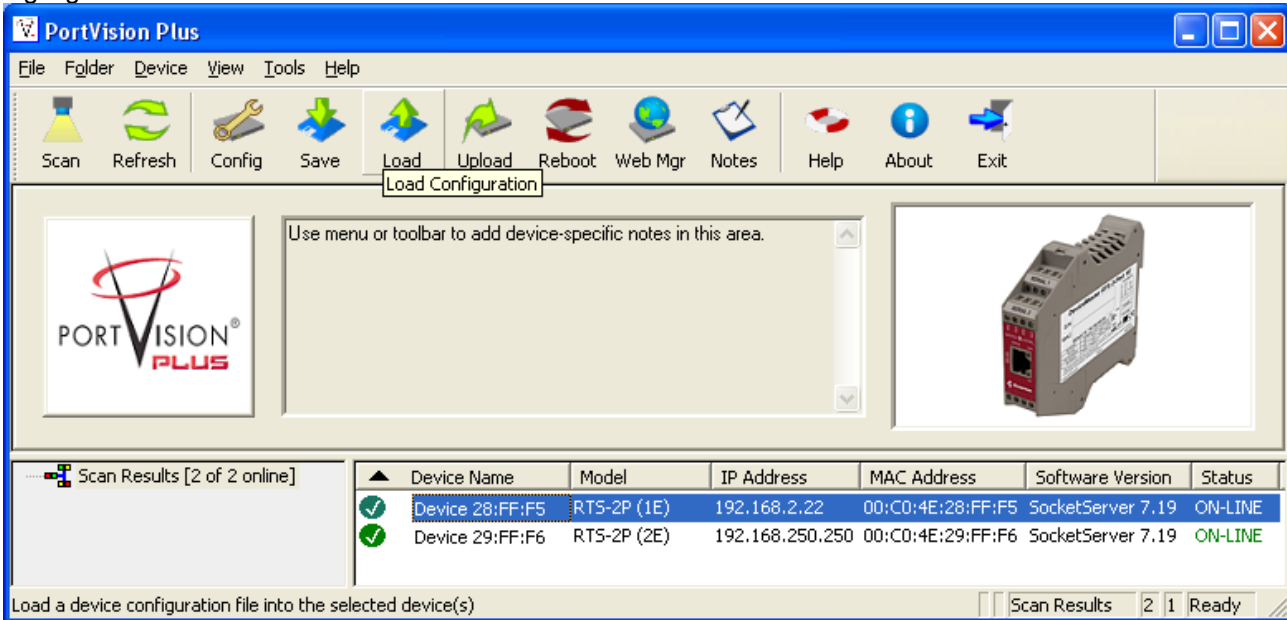 PortVision Plus
File Folder Device View Tools Help
Scan Refresh Config Save Load Upload Reboot Web Mgr Notes Help About Exit
Load Configuration
Use menu or toolbar to add device-specific notes in this area.
PORTVISION®
PLUS
Scan Results [2 of 2 online]
Device Name Model IP Address MAC Address Software Version Status
Device 28:FF:F5 RTS-2P (1E) 192.168.2.22 00:C0:4E:28:FF:F5 SocketServer 7.19 ON-LINE
Device 29:FF:F6 RTS-2P (2E) 192.168.250.250 00:C0:4E:29:FF:F6 SocketServer 7.19 ON-LINE
Load a device configuration file into the selected device(s) Scan Results 2 1 Ready